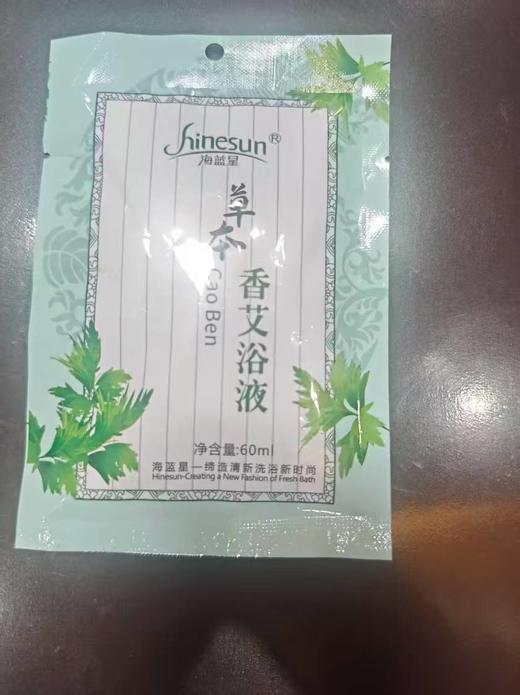 hinesun®
海蓝星
草本
Cao Ben
香艾浴液
净含量:60ml
海蓝星—缔造清新洗浴新时尚
Hinesun-Creating a New Fashion of Fresh Bath